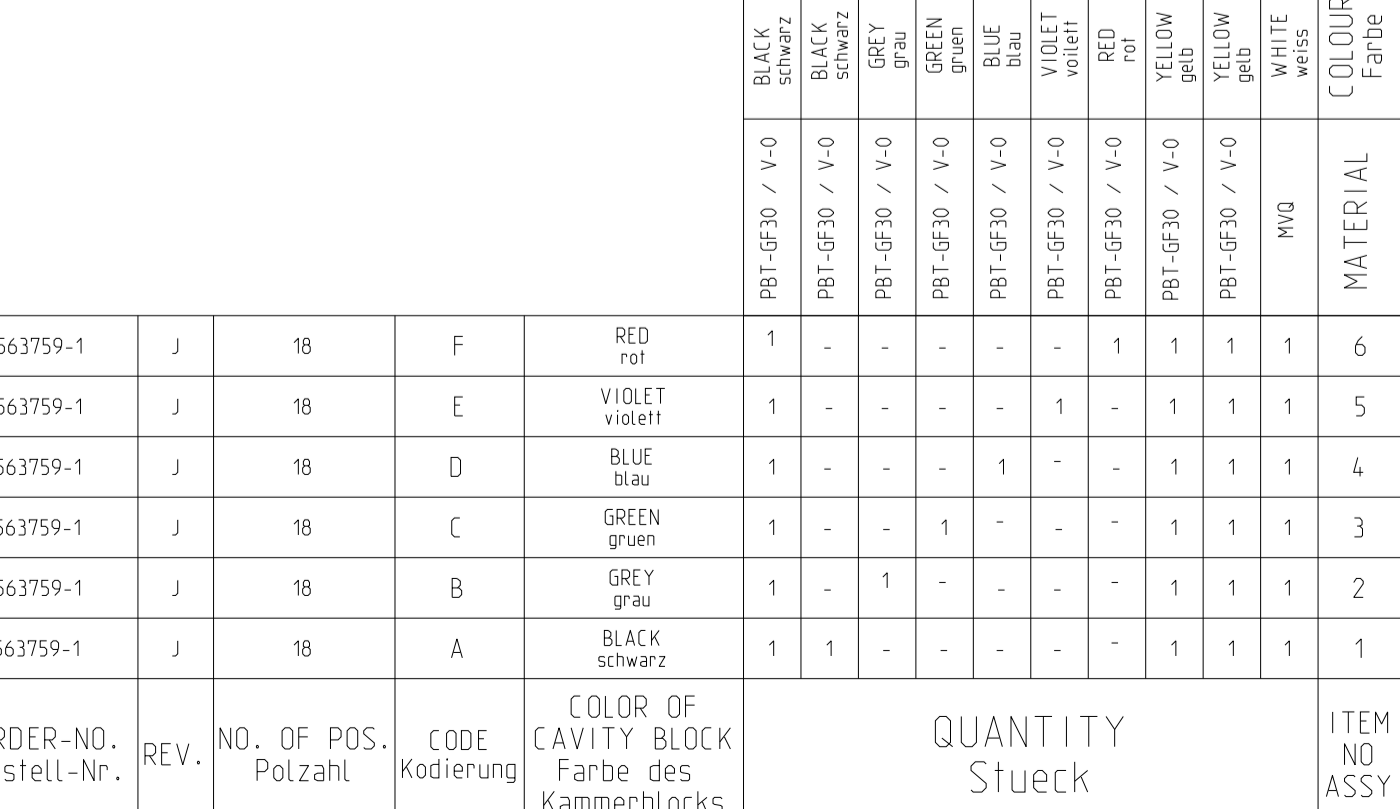 BLACK
schwarz
BLACK
schwarz
GREY
grau
GREEN
gruen
BLUE
blau
VIOLET
voilett
RED
rot
YELLOW
gelb
YELLOW
gelb
WHITE
weiss
COLOUR
Farbe
PBT-GF30 / V-0
PBT-GF30 / V-0
PBT-GF30 / V-0
PBT-GF30 / V-0
PBT-GF30 / V-0
PBT-GF30 / V-0
PBT-GF30 / V-0
PBT-GF30 / V-0
PBT-GF30 / V-0
MVQ
MATERIAL
563759-1 J 18 F RED rot 1 - - - - - 1 1 1 1 6
563759-1 J 18 E VIOLET violett 1 - - - - 1 - 1 1 1 5
563759-1 J 18 D BLUE blau 1 - - - 1 - - 1 1 1 4
563759-1 J 18 C GREEN gruen 1 - - 1 - - - 1 1 1 3
563759-1 J 18 B GREY grau 1 - 1 - - - - 1 1 1 2
563759-1 J 18 A BLACK schwarz 1 1 - - - - - 1 1 1 1
RDER-NO.
stell-Nr.
REV.
NO. OF POS.
Polzahl
CODE
Kodierung
COLOR OF
CAVITY BLOCK
Farbe des
Kammerblocks
QUANTITY
Stueck
ITEM
NO
ASSY